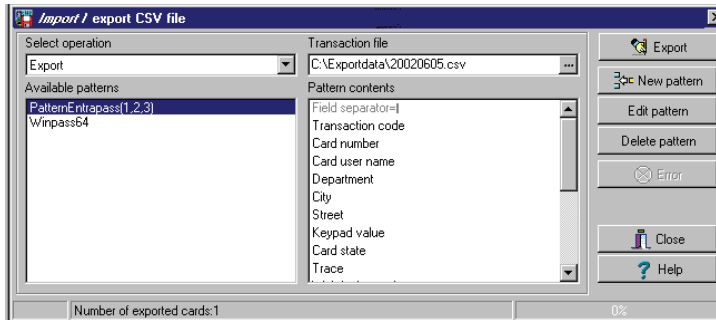 Import / export CSV file
Select operation
Export
Transaction file
C:\Exportdata\20020605.csv
...
Available patterns
PatternEntrapass(1,2,3)
Winpass64
Pattern contents
Field separator=|
Transaction code
Card number
Card user name
Department
City
Street
Keypad value
Card state
Trace
Export
New pattern
Edit pattern
Delete pattern
Error
Close
? Help
Number of exported cards:1
0%